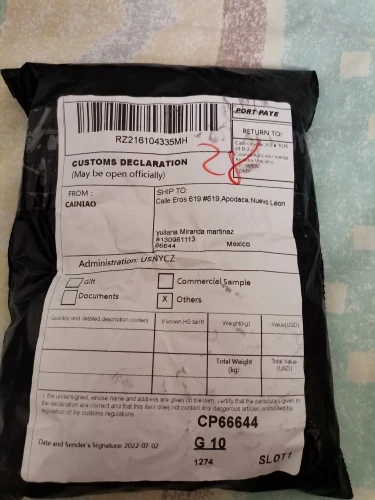 PORT PAYE
RZ216104335MH
RETURN TO:
28
CUSTOMS DECLARATION
(May be open officially)
FROM :
CAINIAO
SHIP TO:
Calle Eros 619 #619,Apodaca,Nuevo Leon
yuliana Miranda martinez
8130961113
66644 Mexico
Administration: USNYCZ
Gift
Commercial Sample
Documents
X Others
Quantity and detailed description content
If known HS tariff
Weight(kg)
Value(USD)
Total Weight (kg)
Total Value (USD)
I, the undersigned, whose name and address are given on the item, certify that the particulars given in
the declaration are correct and that this item does not contain any dangerous articles prohibited by
legislation or by customs regulations.
CP66644
Date and Sender's Signature: 2022-07-02
G 10
1274
SLOT1